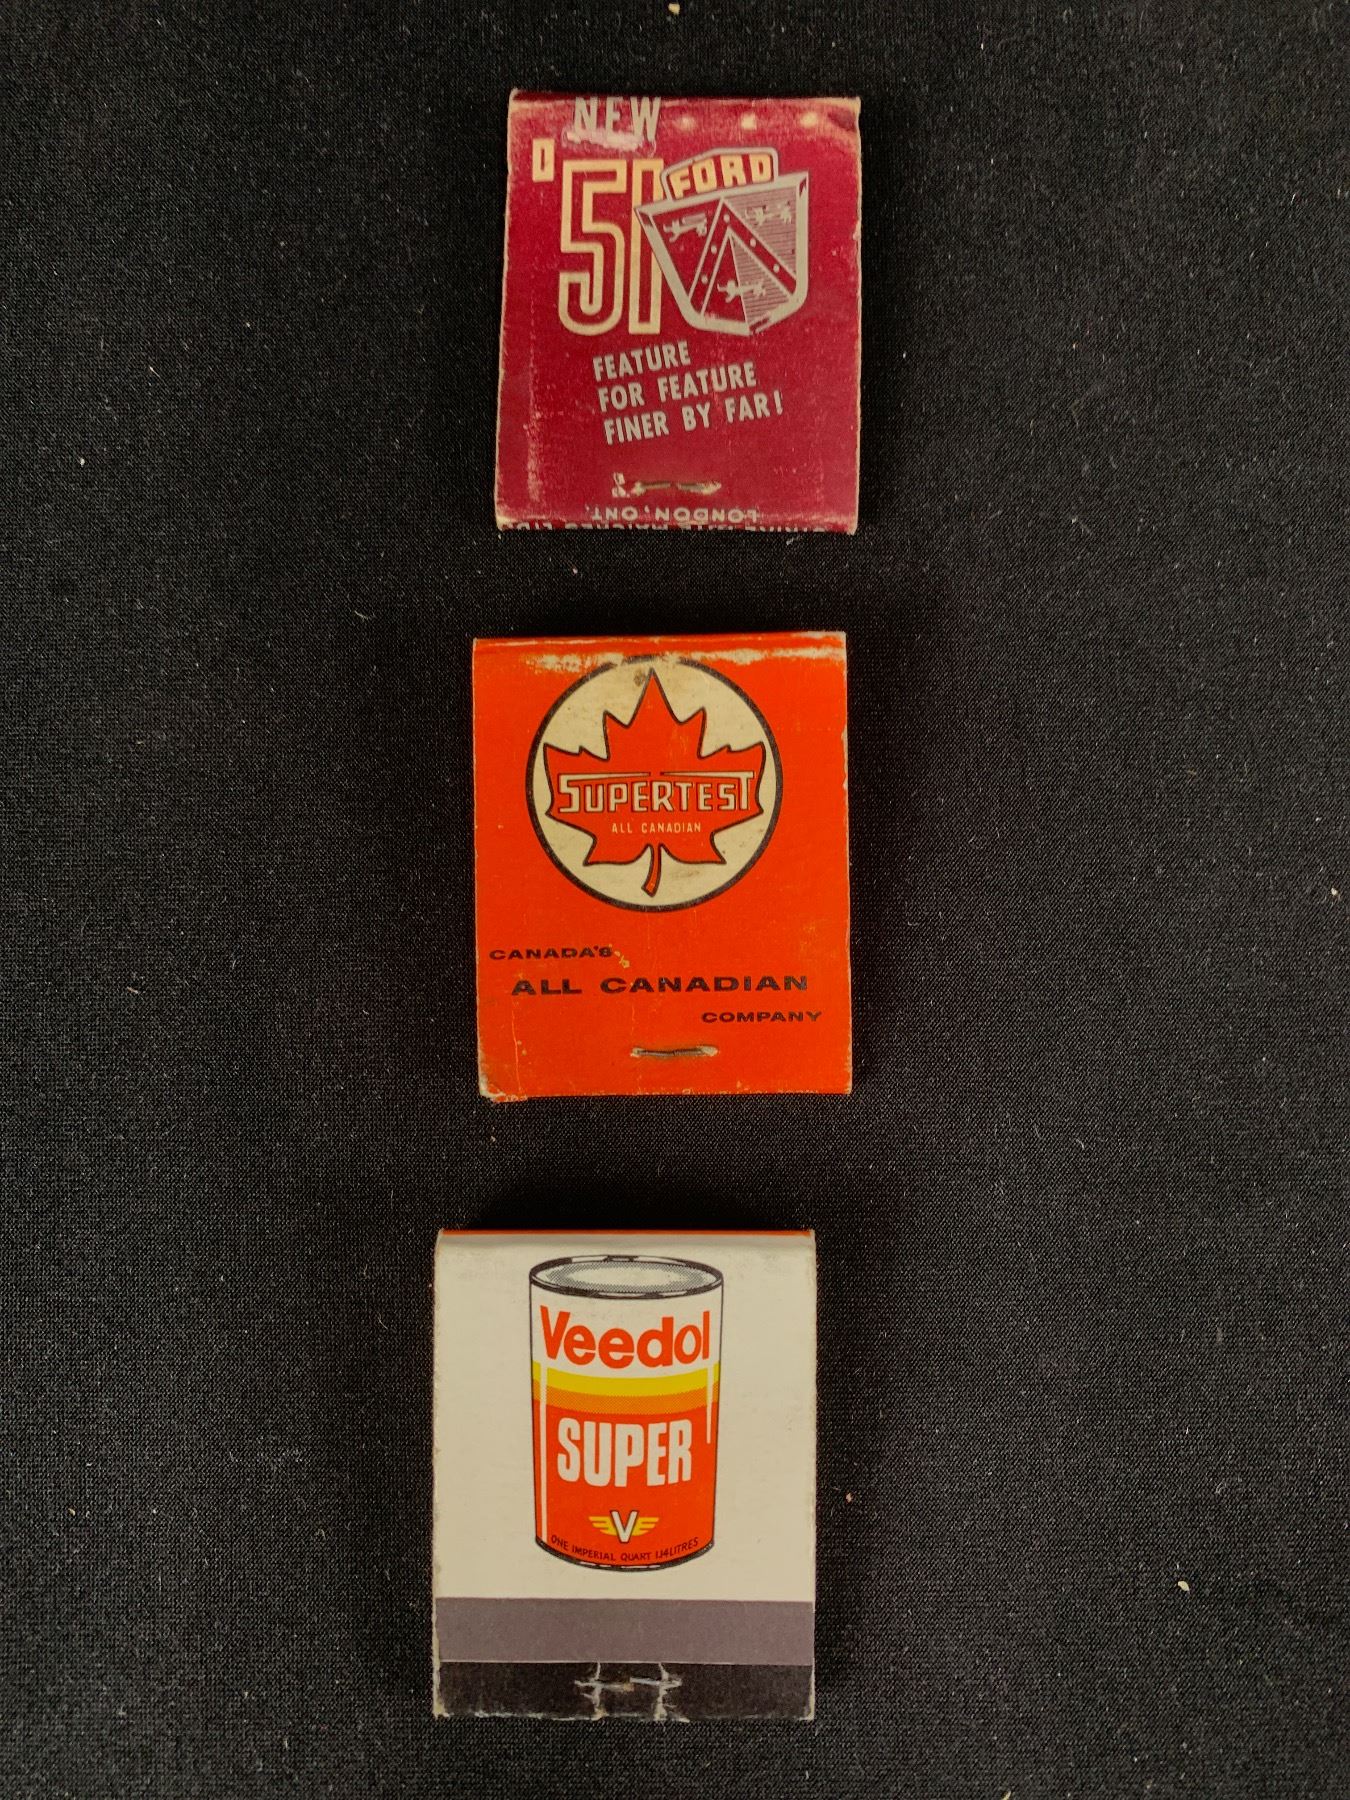 NEW
'51 FORD
FEATURE
FOR FEATURE
FINER BY FAR!
LONDON, ONT.
SUPERTEST
ALL CANADIAN
CANADA'S
ALL CANADIAN
COMPANY
Veedol
SUPER
V
ONE IMPERIAL QUART 1.14 LITRES